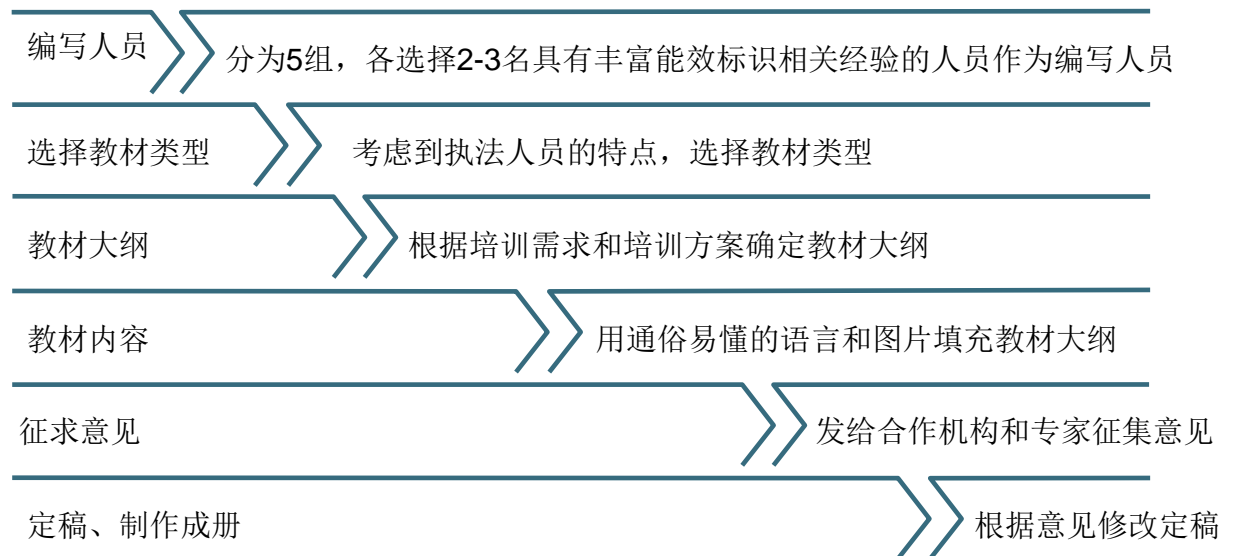 编写人员
分为5组，各选择2-3名具有丰富能效标识相关经验的人员作为编写人员
选择教材类型
考虑到执法人员的特点，选择教材类型
教材大纲
根据培训需求和培训方案确定教材大纲
教材内容
用通俗易懂的语言和图片填充教材大纲
征求意见
发给合作机构和专家征集意见
定稿、制作成册
根据意见修改定稿